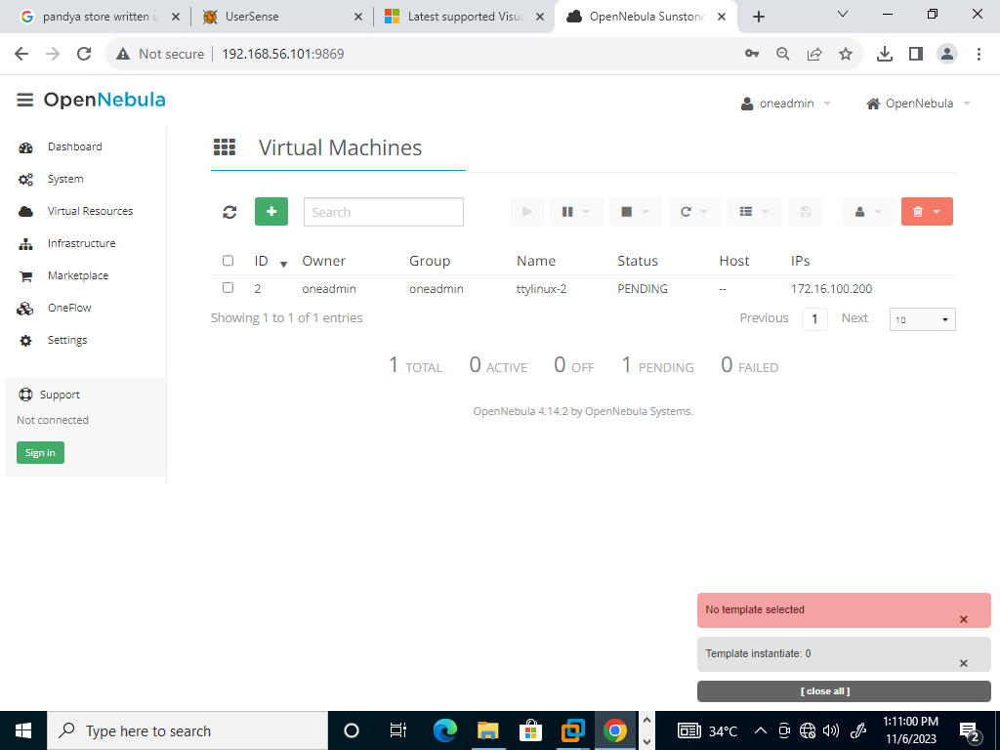 pandya store written u
UserSense
Latest supported Visua
OpenNebula Sunstone
Not secure
192.168.56.101:9869
OpenNebula
oneadmin
OpenNebula
Dashboard
System
Virtual Resources
Infrastructure
Marketplace
OneFlow
Settings
Support
Not connected
Sign in
Virtual Machines
Search
ID Owner Group Name Status Host IPs
2 oneadmin oneadmin ttylinux-2 PENDING -- 172.16.100.200
Showing 1 to 1 of 1 entries
Previous 1 Next 10
1 TOTAL 0 ACTIVE 0 OFF 1 PENDING 0 FAILED
OpenNebula 4.14.2 by OpenNebula Systems.
No template selected
Template instantiate: 0
[ close all ]
Type here to search
34°C
1:11:00 PM
11/6/2023
2